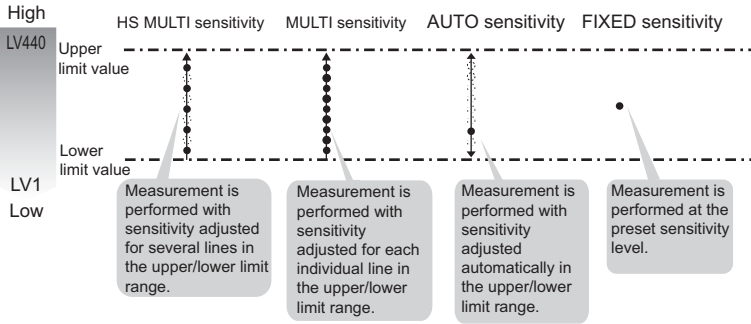 High
HS MULTI sensitivity
MULTI sensitivity
AUTO sensitivity
FIXED sensitivity
LV440
Upper
limit value
Lower
limit value
LV1
Low
Measurement is
performed with
sensitivity adjusted
for several lines in
the upper/lower limit
range.
Measurement is
performed with
sensitivity
adjusted for each
individual line in
the upper/lower
limit range.
Measurement is
performed with
sensitivity
adjusted
automatically in
the upper/lower
limit range.
Measurement is
performed at the
preset sensitivity
level.